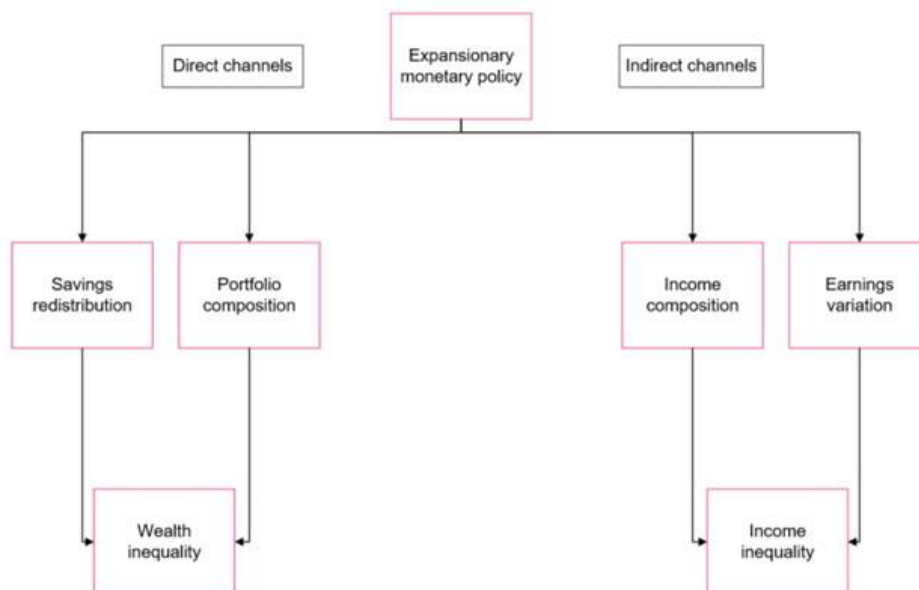 Direct channels
Expansionary
monetary policy
Indirect channels
Savings
redistribution
Portfolio
composition
Income
composition
Earnings
variation
Wealth
inequality
Income
inequality